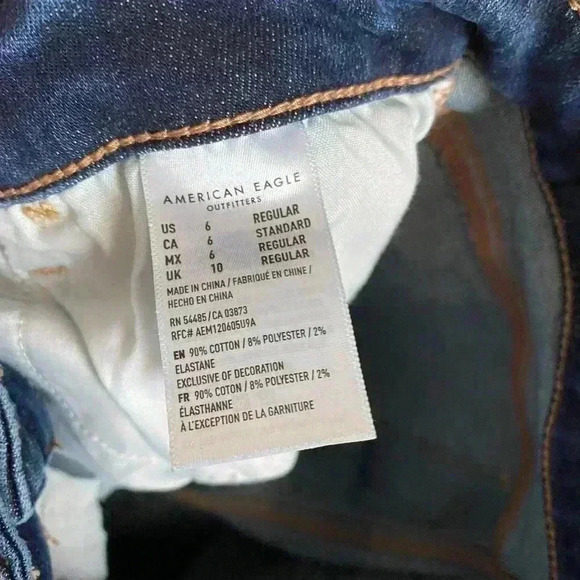 AMERICAN EAGLE
OUTFITTERS
US 6 REGULAR
CA 6 STANDARD
MX 6 REGULAR
UK 10 REGULAR
MADE IN CHINA / FABRIQUÉ EN CHINE /
HECHO EN CHINA
RN 54485/CA 03873
RFC# AEM120605U9A
EN 90% COTTON / 8% POLYESTER / 2%
ELASTANE
EXCLUSIVE OF DECORATION
FR 90% COTON / 8% POLYESTER / 2%
ÉLASTHANNE
À L'EXCEPTION DE LA GARNITURE